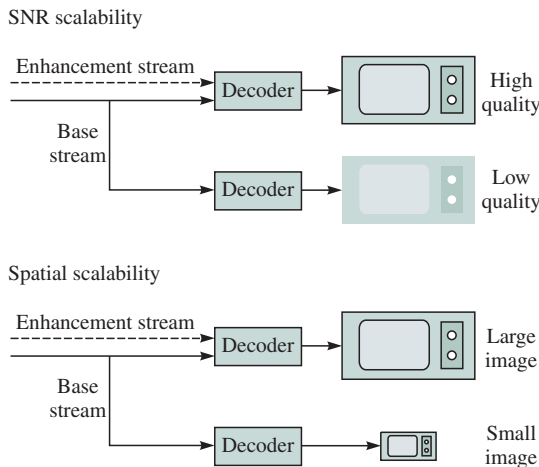 SNR scalability
Enhancement stream
Decoder
High
quality
Base
stream
Decoder
Low
quality
Spatial scalability
Enhancement stream
Decoder
Large
image
Base
stream
Decoder
Small
image